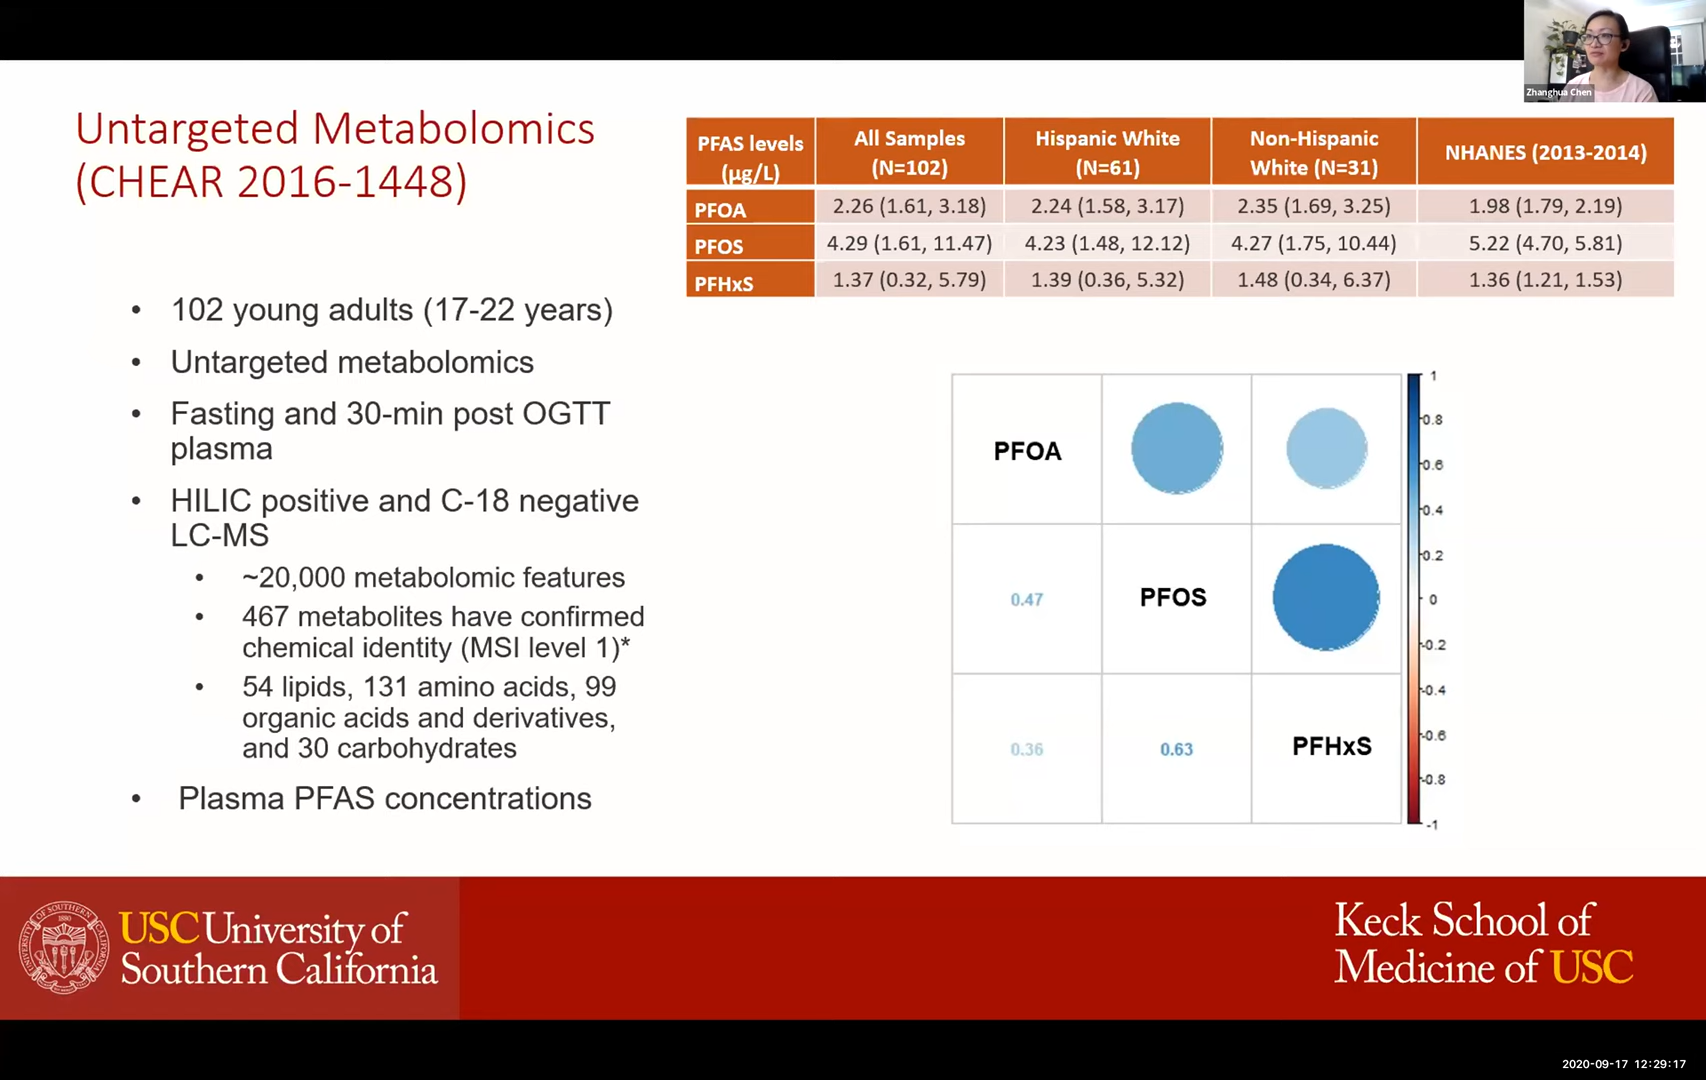 Zhanghua Chen
Untargeted Metabolomics
(CHEAR 2016-1448)
• 102 young adults (17-22 years)
• Untargeted metabolomics
• Fasting and 30-min post OGTT
plasma
• HILIC positive and C-18 negative
LC-MS
• ~20,000 metabolomic features
• 467 metabolites have confirmed
chemical identity (MSI level 1)*
• 54 lipids, 131 amino acids, 99
organic acids and derivatives,
and 30 carbohydrates
• Plasma PFAS concentrations
PFAS levels (µg/L) All Samples (N=102) Hispanic White (N=61) Non-Hispanic White (N=31) NHANES (2013-2014)
PFOA 2.26 (1.61, 3.18) 2.24 (1.58, 3.17) 2.35 (1.69, 3.25) 1.98 (1.79, 2.19)
PFOS 4.29 (1.61, 11.47) 4.23 (1.48, 12.12) 4.27 (1.75, 10.44) 5.22 (4.70, 5.81)
PFHxS 1.37 (0.32, 5.79) 1.39 (0.36, 5.32) 1.48 (0.34, 6.37) 1.36 (1.21, 1.53)
PFOA
0.47 PFOS
0.36 0.63 PFHxS
1
0.8
0.6
0.4
0.2
0
-0.2
-0.4
-0.6
-0.8
-1
USC University of
Southern California
Keck School of
Medicine of USC
2020-09-17 12:29:17